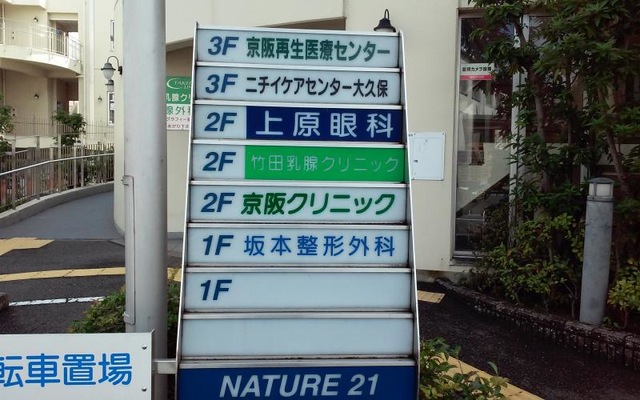 3F 京阪再生医療センター
3F ニチイケアセンター大久保
2F 上原眼科
2F 竹田乳腺クリニック
2F 京阪クリニック
1F 坂本整形外科
1F
NATURE 21
転車置場